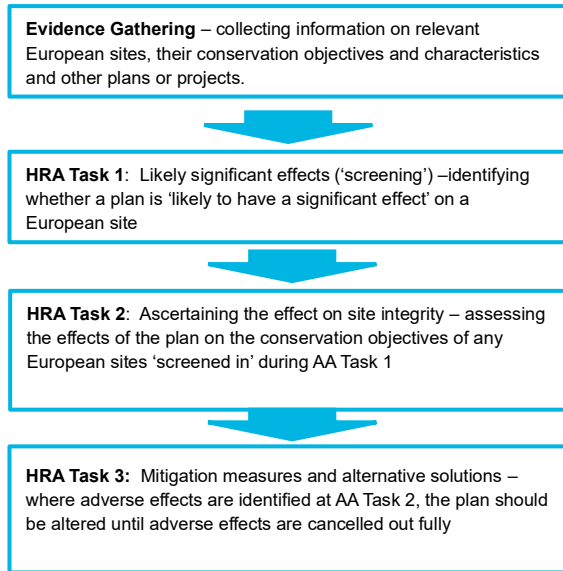 Evidence Gathering – collecting information on relevant
European sites, their conservation objectives and characteristics
and other plans or projects.
HRA Task 1:  Likely significant effects (‘screening’) –identifying
whether a plan is ‘likely to have a significant effect’ on a
European site
HRA Task 2:  Ascertaining the effect on site integrity – assessing
the effects of the plan on the conservation objectives of any
European sites ‘screened in’ during AA Task 1
HRA Task 3:  Mitigation measures and alternative solutions –
where adverse effects are identified at AA Task 2, the plan should
be altered until adverse effects are cancelled out fully